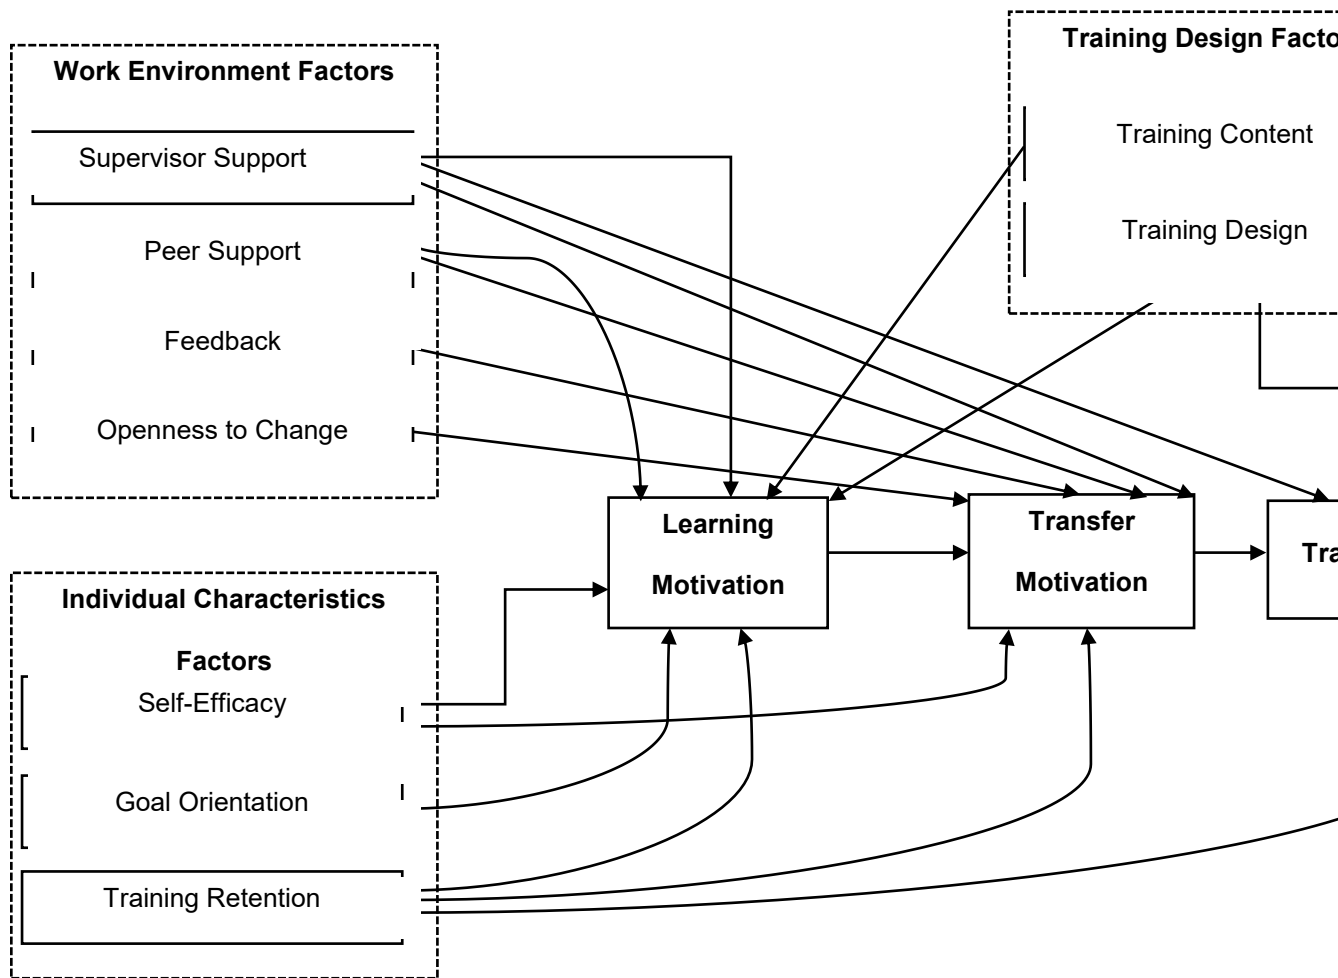 Work Environment Factors
Supervisor Support
Peer Support
Feedback
Openness to Change
Training Design Facto
Training Content
Training Design
Learning
Motivation
Transfer
Motivation
Tra
Individual Characteristics
Factors
Self-Efficacy
Goal Orientation
Training Retention